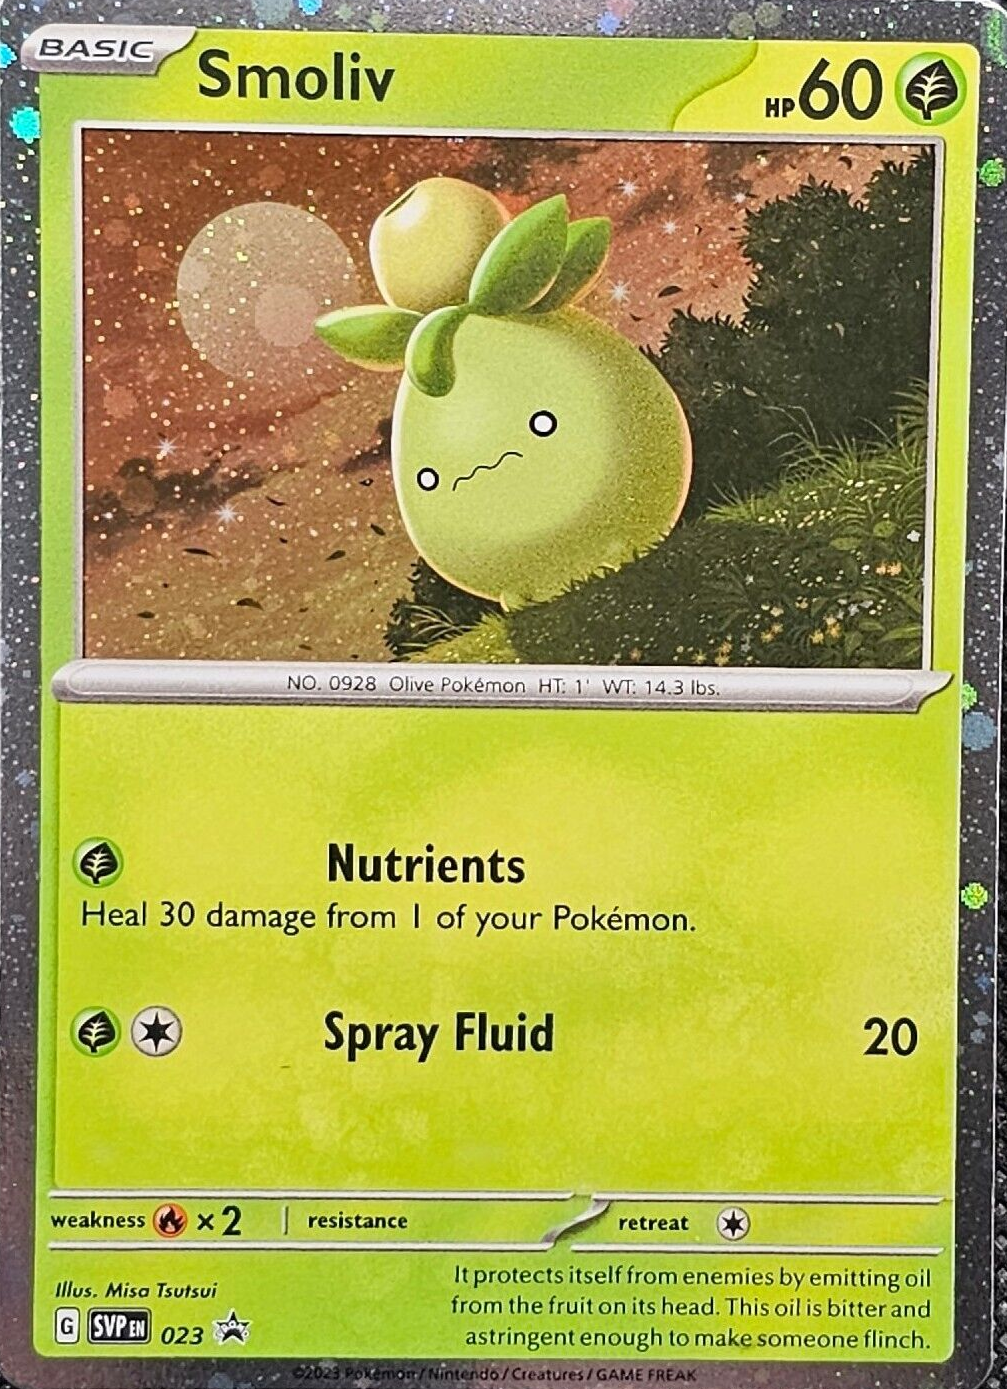 BASIC
Smoliv
HP 60
NO. 0928 Olive Pokémon HT: 1' WT: 14.3 lbs.
Nutrients
Heal 30 damage from 1 of your Pokémon.
Spray Fluid 20
weakness ×2 resistance retreat
Illus. Misa Tsutsui
It protects itself from enemies by emitting oil
from the fruit on its head. This oil is bitter and
astringent enough to make someone flinch.
G SVP EN 023 PROMO
©2023 Pokémon / Nintendo / Creatures / GAME FREAK